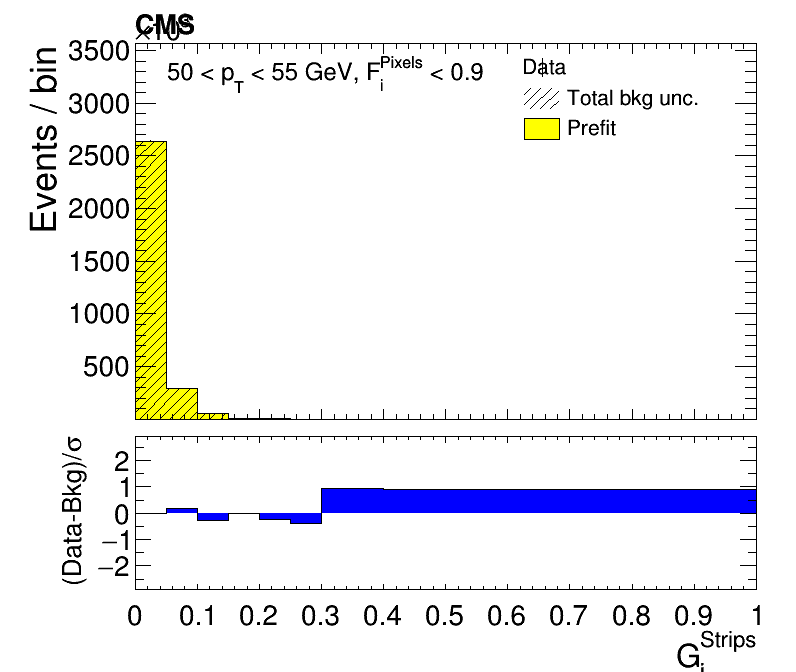 CMS
×10
3500
3000
2500
2000
1500
1000
500
Events / bin
50 < p_T < 55 GeV, F_i^Pixels < 0.9
Data
Total bkg unc.
Prefit
2
1
0
−1
−2
(Data-Bkg)/σ
0 0.1 0.2 0.3 0.4 0.5 0.6 0.7 0.8 0.9 1
G_i^Strips